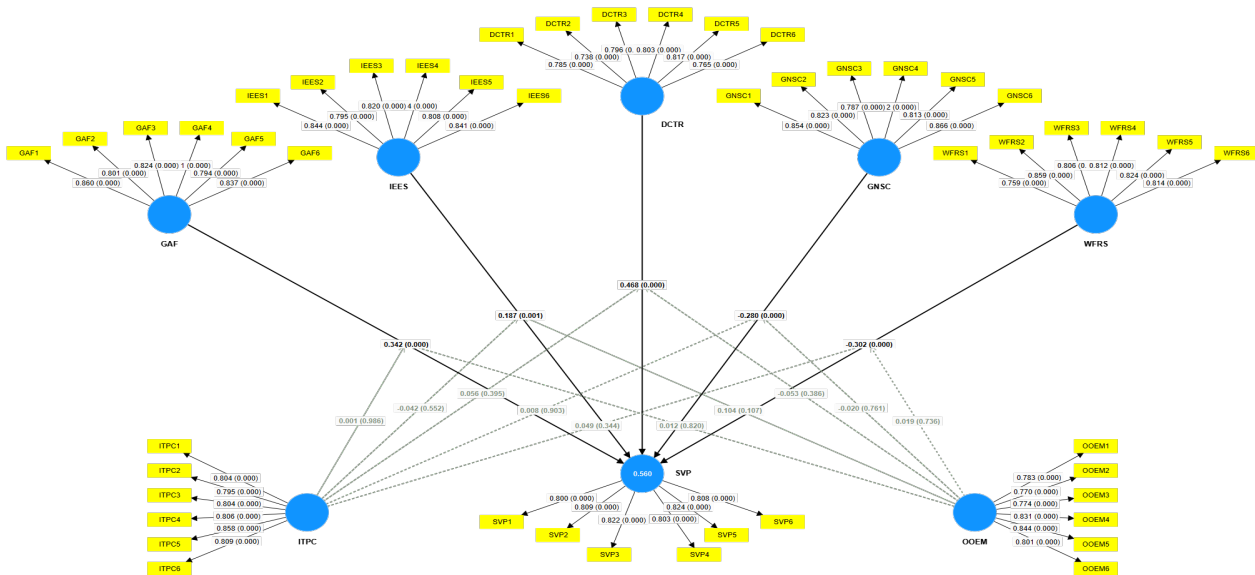 DCTR3 DCTR4
DCTR2 DCTR5
DCTR1 DCTR6
0.796 (0. 0.803 (0.000)
0.738 (0.000) 0.817 (0.000)
0.785 (0.000) 0.765 (0.000)
DCTR
IEES3 IEES4
IEES2 IEES5
IEES1 IEES6
0.820 (0.000) 4 (0.000)
0.795 (0.000) 0.808 (0.000)
0.844 (0.000) 0.841 (0.000)
IEES
GNSC3 GNSC4
GNSC2 GNSC5
GNSC1 GNSC6
0.787 (0.000) 2 (0.000)
0.823 (0.000) 0.813 (0.000)
0.854 (0.000) 0.866 (0.000)
GNSC
GAF3 GAF4
GAF2 GAF5
GAF1 GAF6
0.824 (0.000) 1 (0.000)
0.801 (0.000) 0.794 (0.000)
0.860 (0.000) 0.837 (0.000)
GAF
WFRS3 WFRS4
WFRS2 WFRS5
WFRS1 WFRS6
0.806 (0. 0.812 (0.000)
0.859 (0.000) 0.824 (0.000)
0.759 (0.000) 0.814 (0.000)
WFRS
0.468 (0.000)
0.187 (0.001) -0.280 (0.000)
0.342 (0.000) -0.302 (0.000)
0.001 (0.986) -0.042 (0.552) 0.056 (0.395) 0.008 (0.903) 0.049 (0.344)
0.012 (0.820) 0.104 (0.107) -0.053 (0.386) -0.020 (0.761) 0.019 (0.736)
ITPC1
ITPC2
ITPC3
ITPC4
ITPC5
ITPC6
0.804 (0.000)
0.795 (0.000)
0.804 (0.000)
0.806 (0.000)
0.858 (0.000)
0.809 (0.000)
ITPC
SVP
0.560
0.800 (0.000) 0.808 (0.000)
0.809 (0.000) 0.824 (0.000)
0.822 (0.000) 0.803 (0.000)
SVP1 SVP6
SVP2 SVP5
SVP3 SVP4
OOEM1
OOEM2
OOEM3
OOEM4
OOEM5
OOEM6
0.783 (0.000)
0.770 (0.000)
0.774 (0.000)
0.831 (0.000)
0.844 (0.000)
0.801 (0.000)
OOEM